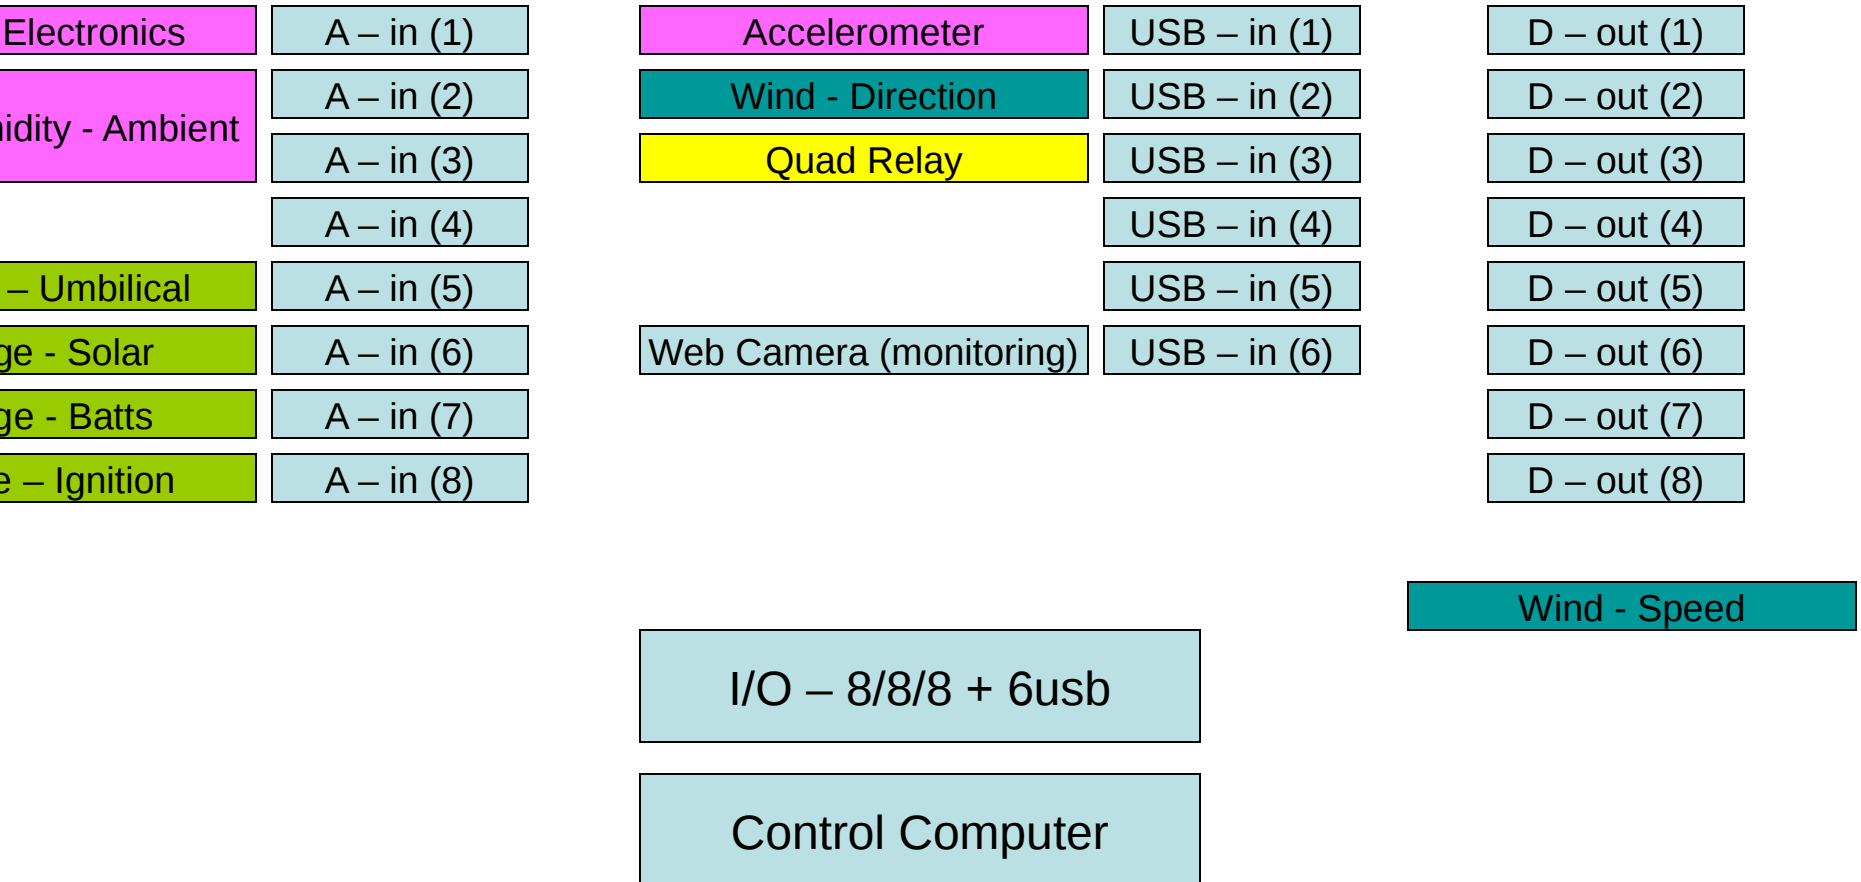 Electronics A – in (1) Accelerometer USB – in (1) D – out (1)
A – in (2) Wind - Direction USB – in (2) D – out (2)
- Ambient
A – in (3) Quad Relay USB – in (3) D – out (3)
A – in (4) USB – in (4) D – out (4)
– Umbilical A – in (5) USB – in (5) D – out (5)
- Solar A – in (6) Web Camera (monitoring) USB – in (6) D – out (6)
- Batts A – in (7) D – out (7)
– Ignition A – in (8) D – out (8)
Wind - Speed
I/O – 8/8/8 + 6usb
Control Computer